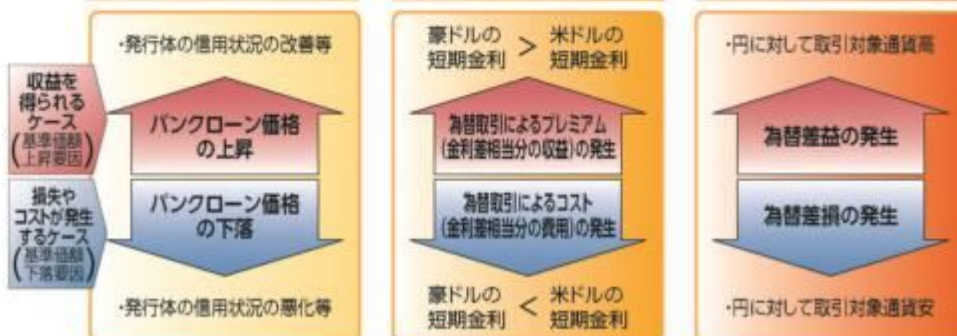 収益を
得られる
ケース
(基準価額
上昇要因)
損失や
コストが発生
するケース
(基準価額
下落要因)
・発行体の信用状況の改善等
バンクローン価格
の上昇
バンクローン価格
の下落
・発行体の信用状況の悪化等
豪ドルの 短期金利 > 米ドルの 短期金利
為替取引によるプレミアム
(金利差相当分の収益)の発生
為替取引によるコスト
(金利差相当分の費用)の発生
豪ドルの 短期金利 < 米ドルの 短期金利
・円に対して取引対象通貨高
為替差益の発生
為替差損の発生
・円に対して取引対象通貨安